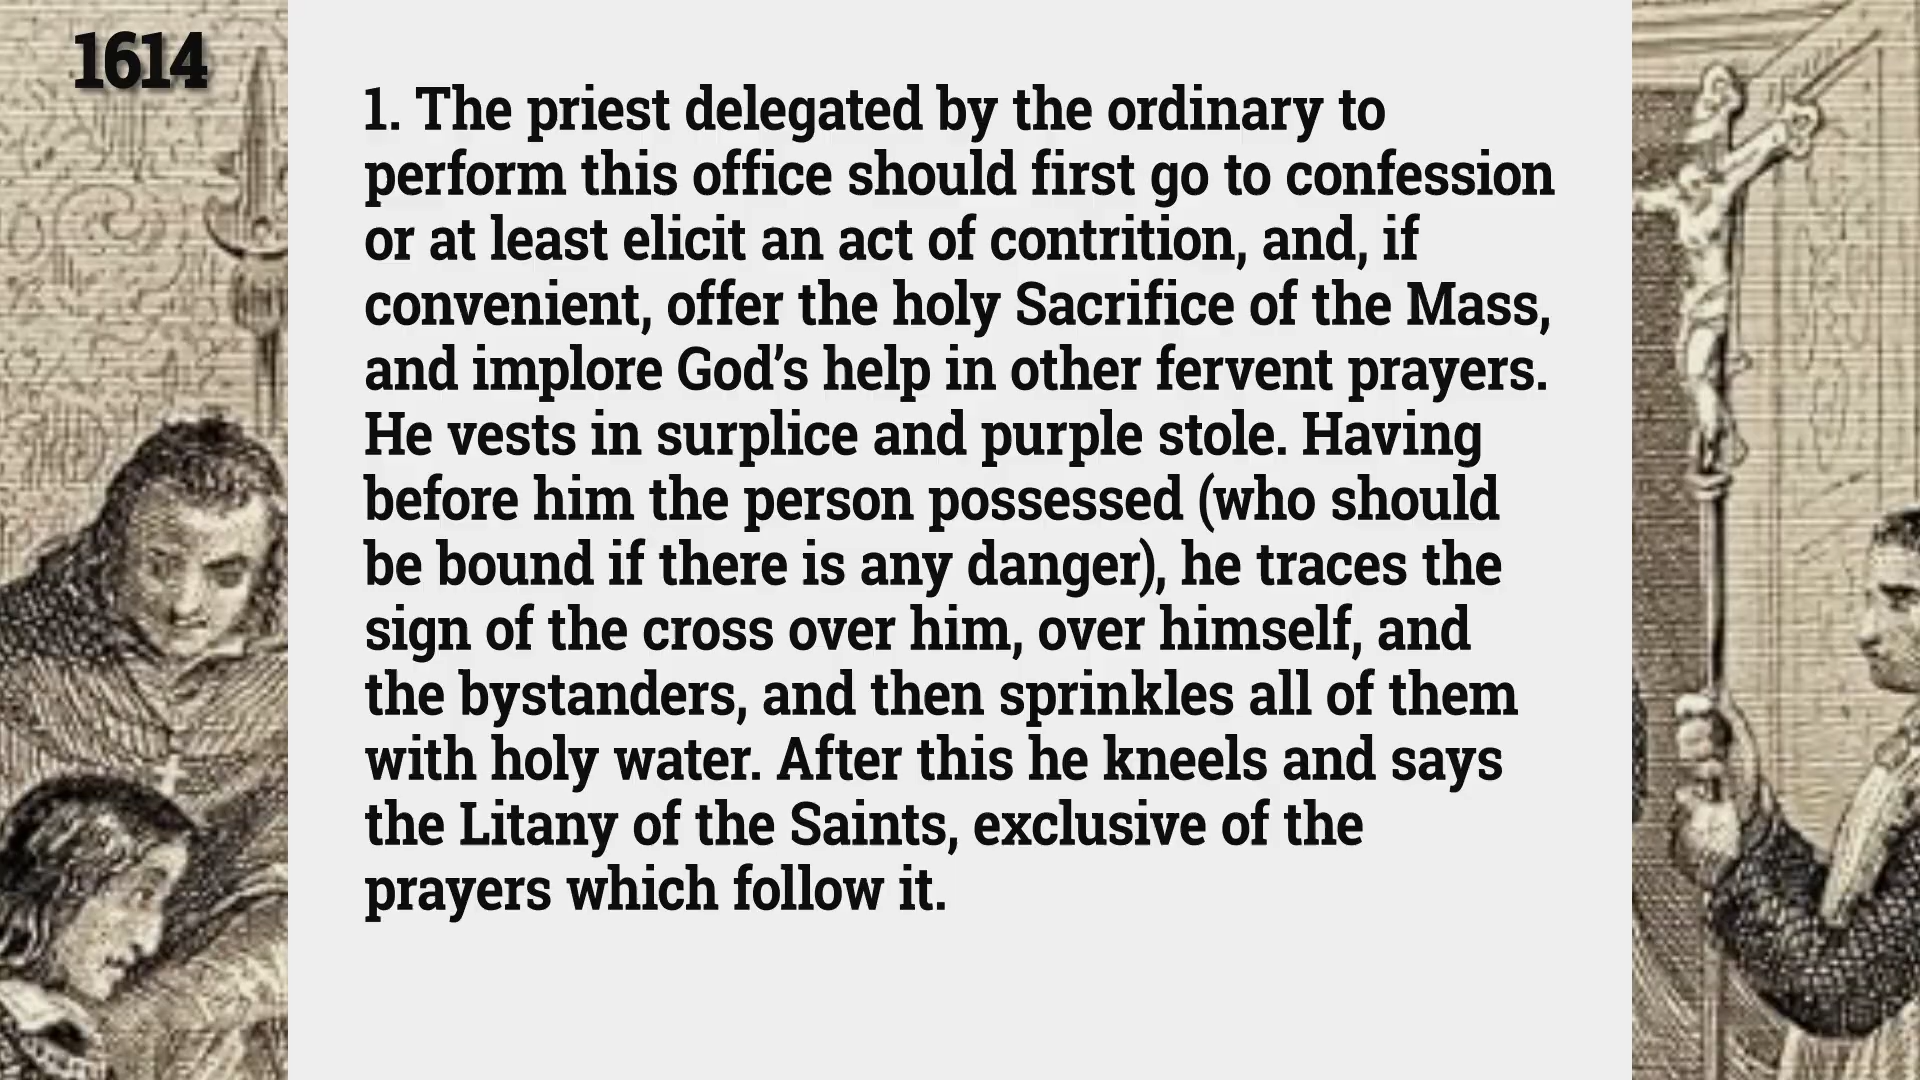 1614
1. The priest delegated by the ordinary to
perform this office should first go to confession
or at least elicit an act of contrition, and, if
convenient, offer the holy Sacrifice of the Mass,
and implore God’s help in other fervent prayers.
He vests in surplice and purple stole. Having
before him the person possessed (who should
be bound if there is any danger), he traces the
sign of the cross over him, over himself, and
the bystanders, and then sprinkles all of them
with holy water. After this he kneels and says
the Litany of the Saints, exclusive of the
prayers which follow it.